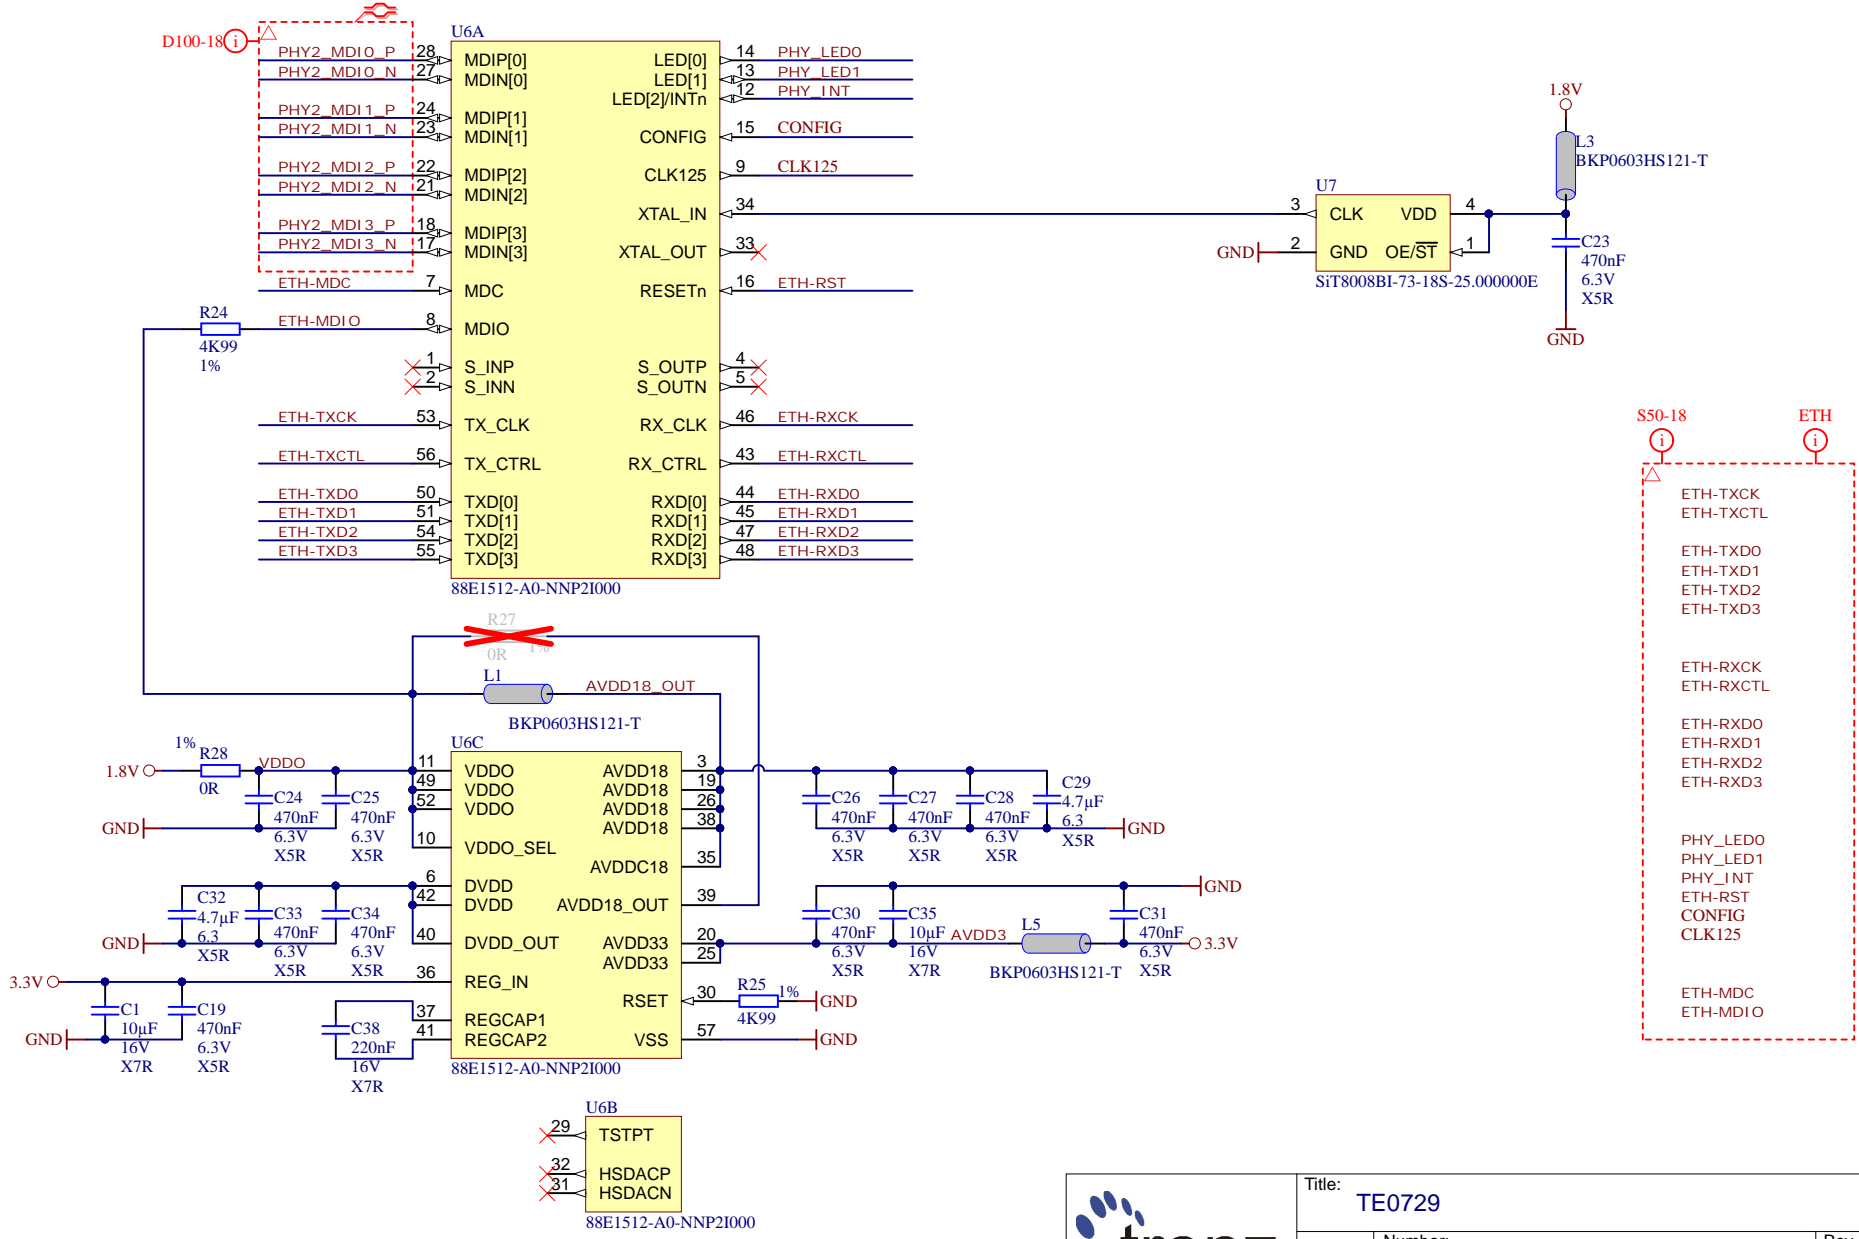 D100-18
i
U6A
PHY2_MDI0_P 28 MDIP[0] LED[0] 14 PHY_LED0
PHY2_MDI0_N 27 MDIN[0] LED[1] 13 PHY_LED1
LED[2]/INTn 12 PHY_INT
PHY2_MDI1_P 24 MDIP[1]
PHY2_MDI1_N 23 MDIN[1] CONFIG 15 CONFIG
PHY2_MDI2_P 22 MDIP[2] CLK125 9 CLK125
PHY2_MDI2_N 21 MDIN[2]
XTAL_IN 34
PHY2_MDI3_P 18 MDIP[3]
PHY2_MDI3_N 17 MDIN[3] XTAL_OUT 33
ETH-MDC 7 MDC RESETn 16 ETH-RST
R24
4K99
1%
ETH-MDIO 8 MDIO
1 S_INP S_OUTP 4
2 S_INN S_OUTN 5
ETH-TXCK 53 TX_CLK RX_CLK 46 ETH-RXCK
ETH-TXCTL 56 TX_CTRL RX_CTRL 43 ETH-RXCTL
ETH-TXD0 50 TXD[0] RXD[0] 44 ETH-RXD0
ETH-TXD1 51 TXD[1] RXD[1] 45 ETH-RXD1
ETH-TXD2 54 TXD[2] RXD[2] 47 ETH-RXD2
ETH-TXD3 55 TXD[3] RXD[3] 48 ETH-RXD3
88E1512-A0-NNP2I000
1.8V
L3
BKP0603HS121-T
U7
3 CLK VDD 4
GND 2 GND OE/ST 1
SiT8008BI-73-18S-25.000000E
C23
470nF
6.3V
X5R
GND
S50-18 ETH
i i
ETH-TXCK
ETH-TXCTL
ETH-TXD0
ETH-TXD1
ETH-TXD2
ETH-TXD3
ETH-RXCK
ETH-RXCTL
ETH-RXD0
ETH-RXD1
ETH-RXD2
ETH-RXD3
PHY_LED0
PHY_LED1
PHY_INT
ETH-RST
CONFIG
CLK125
ETH-MDC
ETH-MDIO
R27
0R 1%
L1
AVDD18_OUT
BKP0603HS121-T
U6C
1.8V
1%
R28
0R
VDDO
11 VDDO AVDD18 3
49 VDDO AVDD18 19
52 VDDO AVDD18 26
AVDD18 38
10 VDDO_SEL
AVDDC18 35
6 DVDD
42 DVDD AVDD18_OUT 39
40 DVDD_OUT AVDD33 20
AVDD33 25
36 REG_IN
RSET 30
37 REGCAP1
41 REGCAP2 VSS 57
88E1512-A0-NNP2I000
GND
C24
470nF
6.3V
X5R
C25
470nF
6.3V
X5R
C26
470nF
6.3V
X5R
C27
470nF
6.3V
X5R
C28
470nF
6.3V
X5R
C29
4.7µF
6.3
X5R
GND
GND
C32
4.7µF
6.3
X5R
C33
470nF
6.3V
X5R
C34
470nF
6.3V
X5R
GND
C30
470nF
6.3V
X5R
C35
10µF
16V
X7R
AVDD3
L5
BKP0603HS121-T
C31
470nF
6.3V
X5R
3.3V
3.3V
GND
C1
10µF
16V
X7R
C19
470nF
6.3V
X5R
C38
220nF
16V
X7R
R25
1%
4K99
GND
GND
U6B
29 TSTPT
32 HSDACP
31 HSDACN
88E1512-A0-NNP2I000
Title:
TE0729